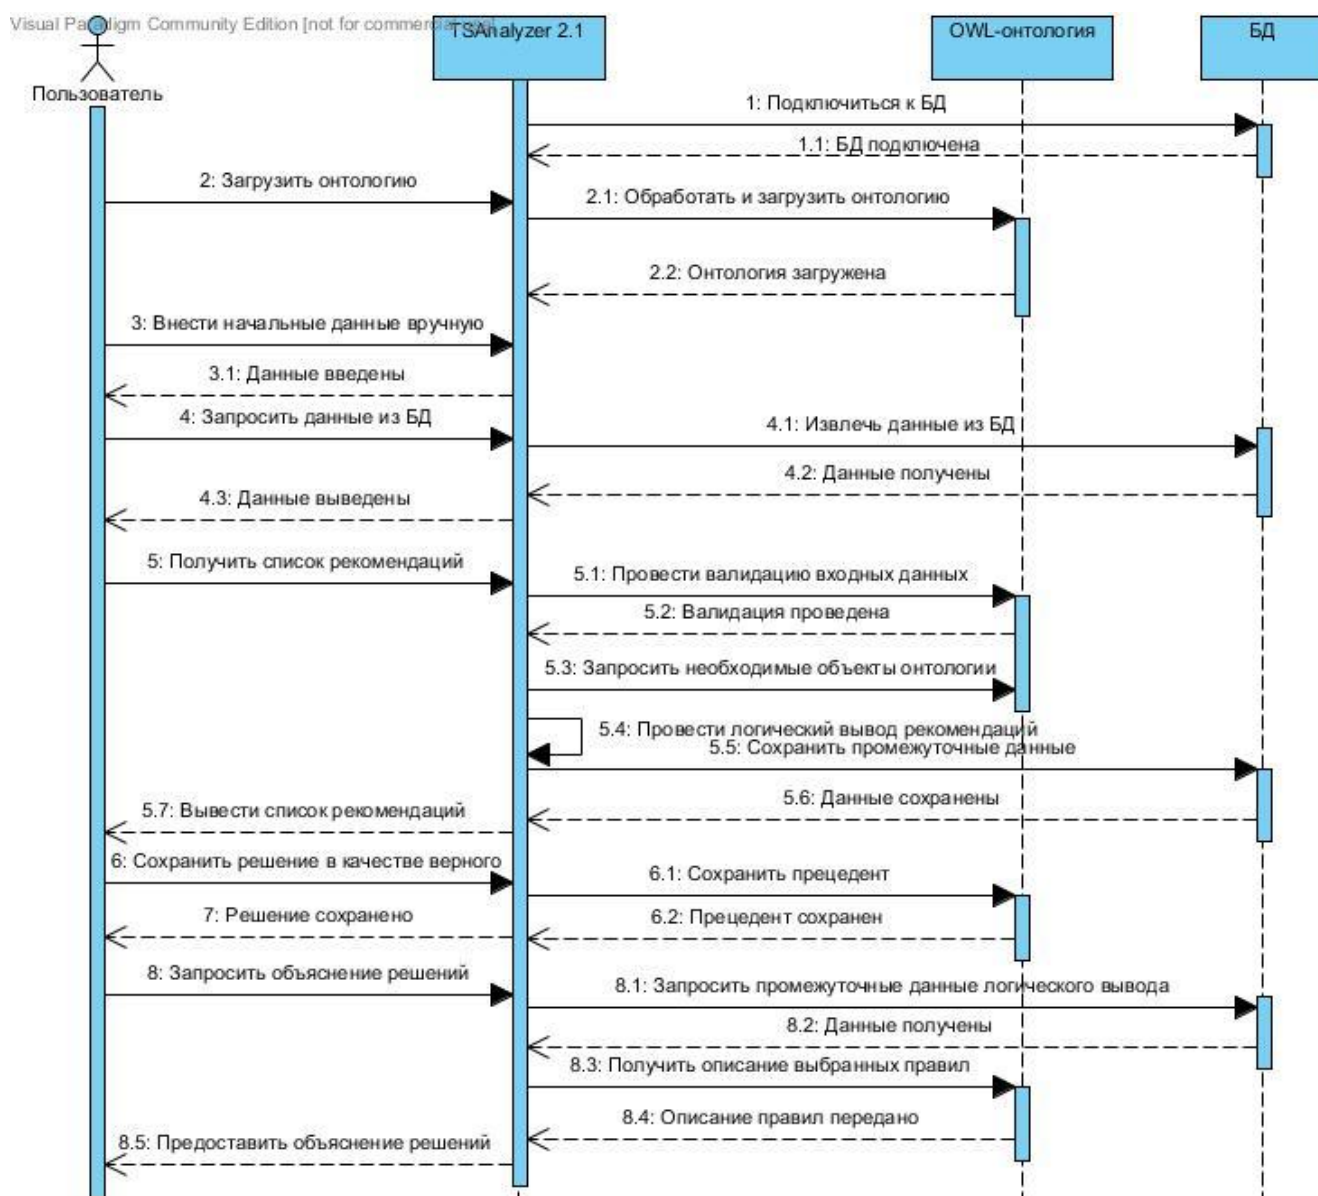 Visual Paradigm Community Edition [not for commercial use]
TSAnalyzer 2.1
OWL-онтология
БД
Пользователь
1: Подключиться к БД
1.1: БД подключена
2: Загрузить онтологию
2.1: Обработать и загрузить онтологию
2.2: Онтология загружена
3: Внести начальные данные вручную
3.1: Данные введены
4: Запросить данные из БД
4.1: Извлечь данные из БД
4.2: Данные получены
4.3: Данные выведены
5: Получить список рекомендаций
5.1: Провести валидацию входных данных
5.2: Валидация проведена
5.3: Запросить необходимые объекты онтологии
5.4: Провести логический вывод рекомендаций
5.5: Сохранить промежуточные данные
5.6: Данные сохранены
5.7: Вывести список рекомендаций
6: Сохранить решение в качестве верного
6.1: Сохранить прецедент
7: Решение сохранено
6.2: Прецедент сохранен
8: Запросить объяснение решений
8.1: Запросить промежуточные данные логического вывода
8.2: Данные получены
8.3: Получить описание выбранных правил
8.4: Описание правил передано
8.5: Предоставить объяснение решений